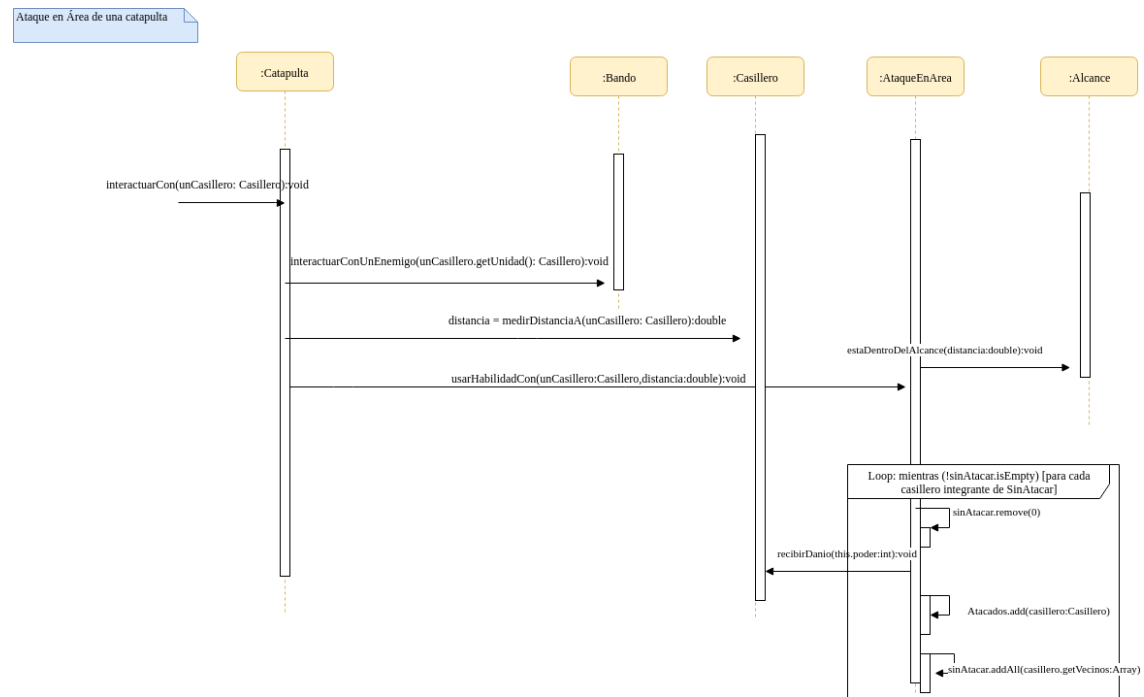 Ataque en Área de una catapulta
:Catapulta
:Bando
:Casillero
:AtaqueEnArea
:Alcance
interactuarCon(unCasillero: Casillero):void
interactuarConUnEnemigo(unCasillero.getUnidad(): Casillero):void
distancia = medirDistanciaA(unCasillero: Casillero):double
estaDentroDelAlcance(distancia:double):void
usarHabilidadCon(unCasillero:Casillero,distancia:double):void
Loop: mientras (!sinAtacar.isEmpty) [para cada
casillero integrante de SinAtacar]
sinAtacar.remove(0)
recibirDanio(this.poder:int):void
Atacados.add(casillero:Casillero)
sinAtacar.addAll(casillero.getVecinos:Array)